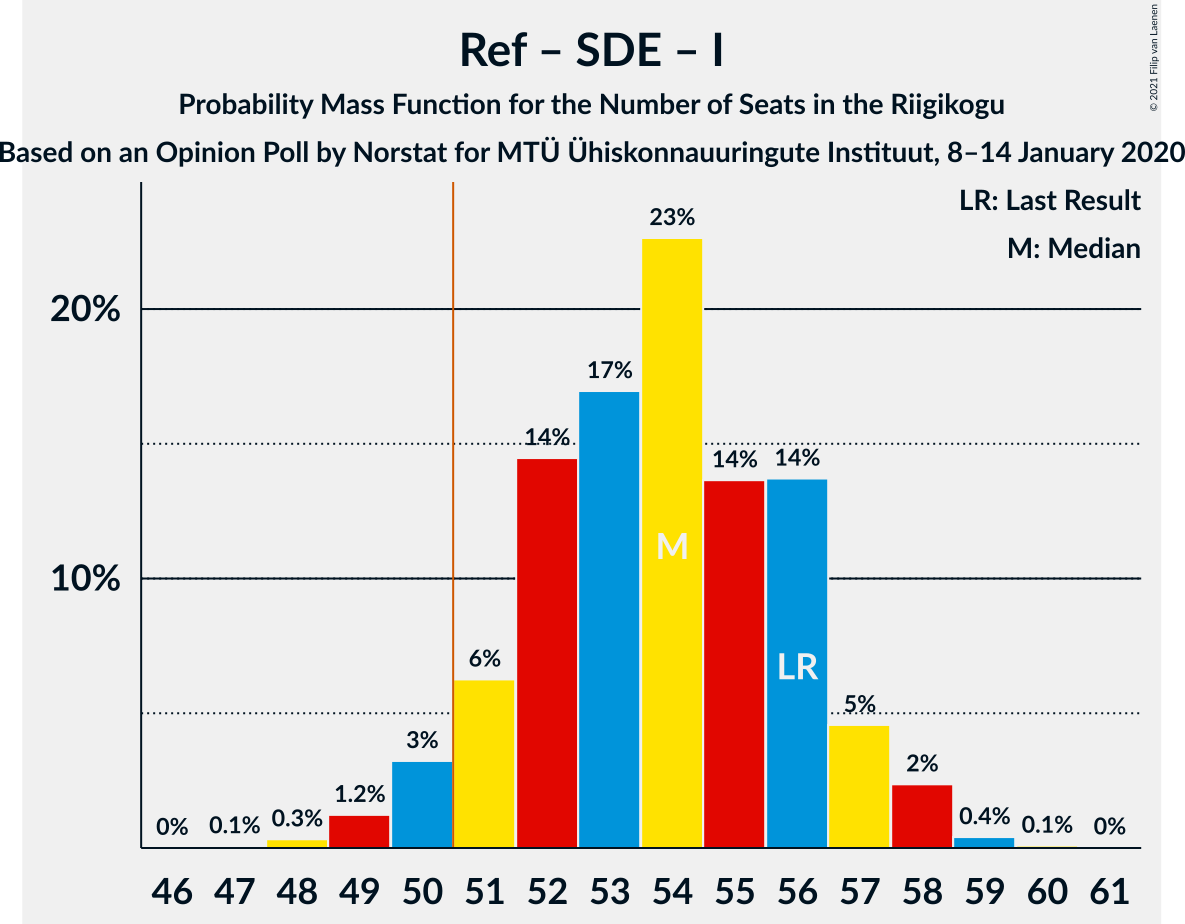 Ref – SDE – I
Probability Mass Function for the Number of Seats in the Riigikogu
Based on an Opinion Poll by Norstat for MTÜ Ühiskonnauuringute Instituut, 8–14 January 2020
© 2021 Filip van Laenen
LR: Last Result
M: Median
23%
20%
17%
14%
14%
14%
M
10%
LR
6%
5%
3%
2%
1.2%
0.4%
0.3%
0.1%
0.1%
0%
0%
46 47 48 49 50 51 52 53 54 55 56 57 58 59 60 61